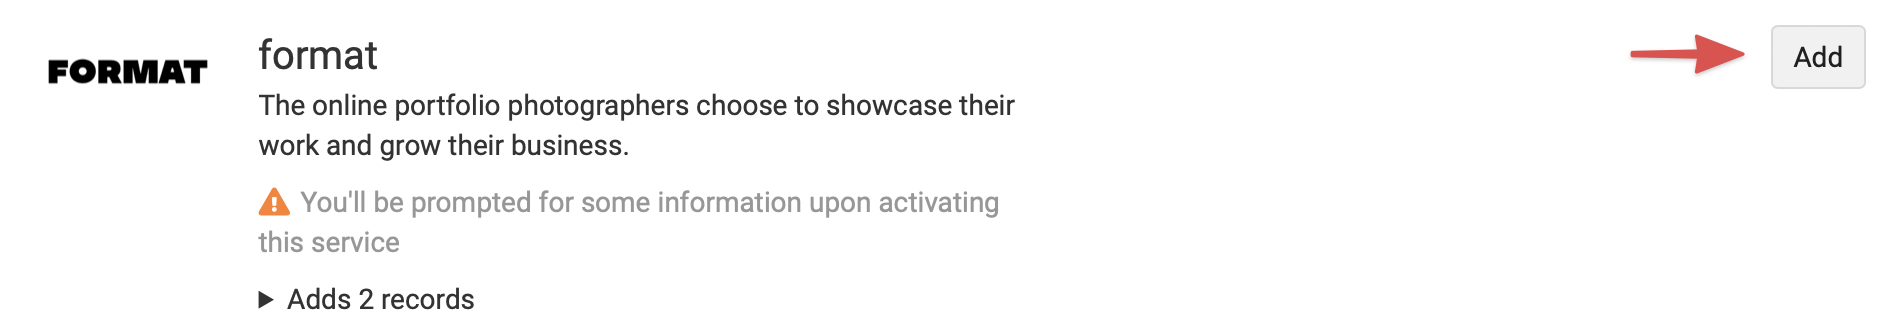 FORMAT
format
Add
The online portfolio photographers choose to showcase their
work and grow their business.
You'll be prompted for some information upon activating
this service
Adds 2 records